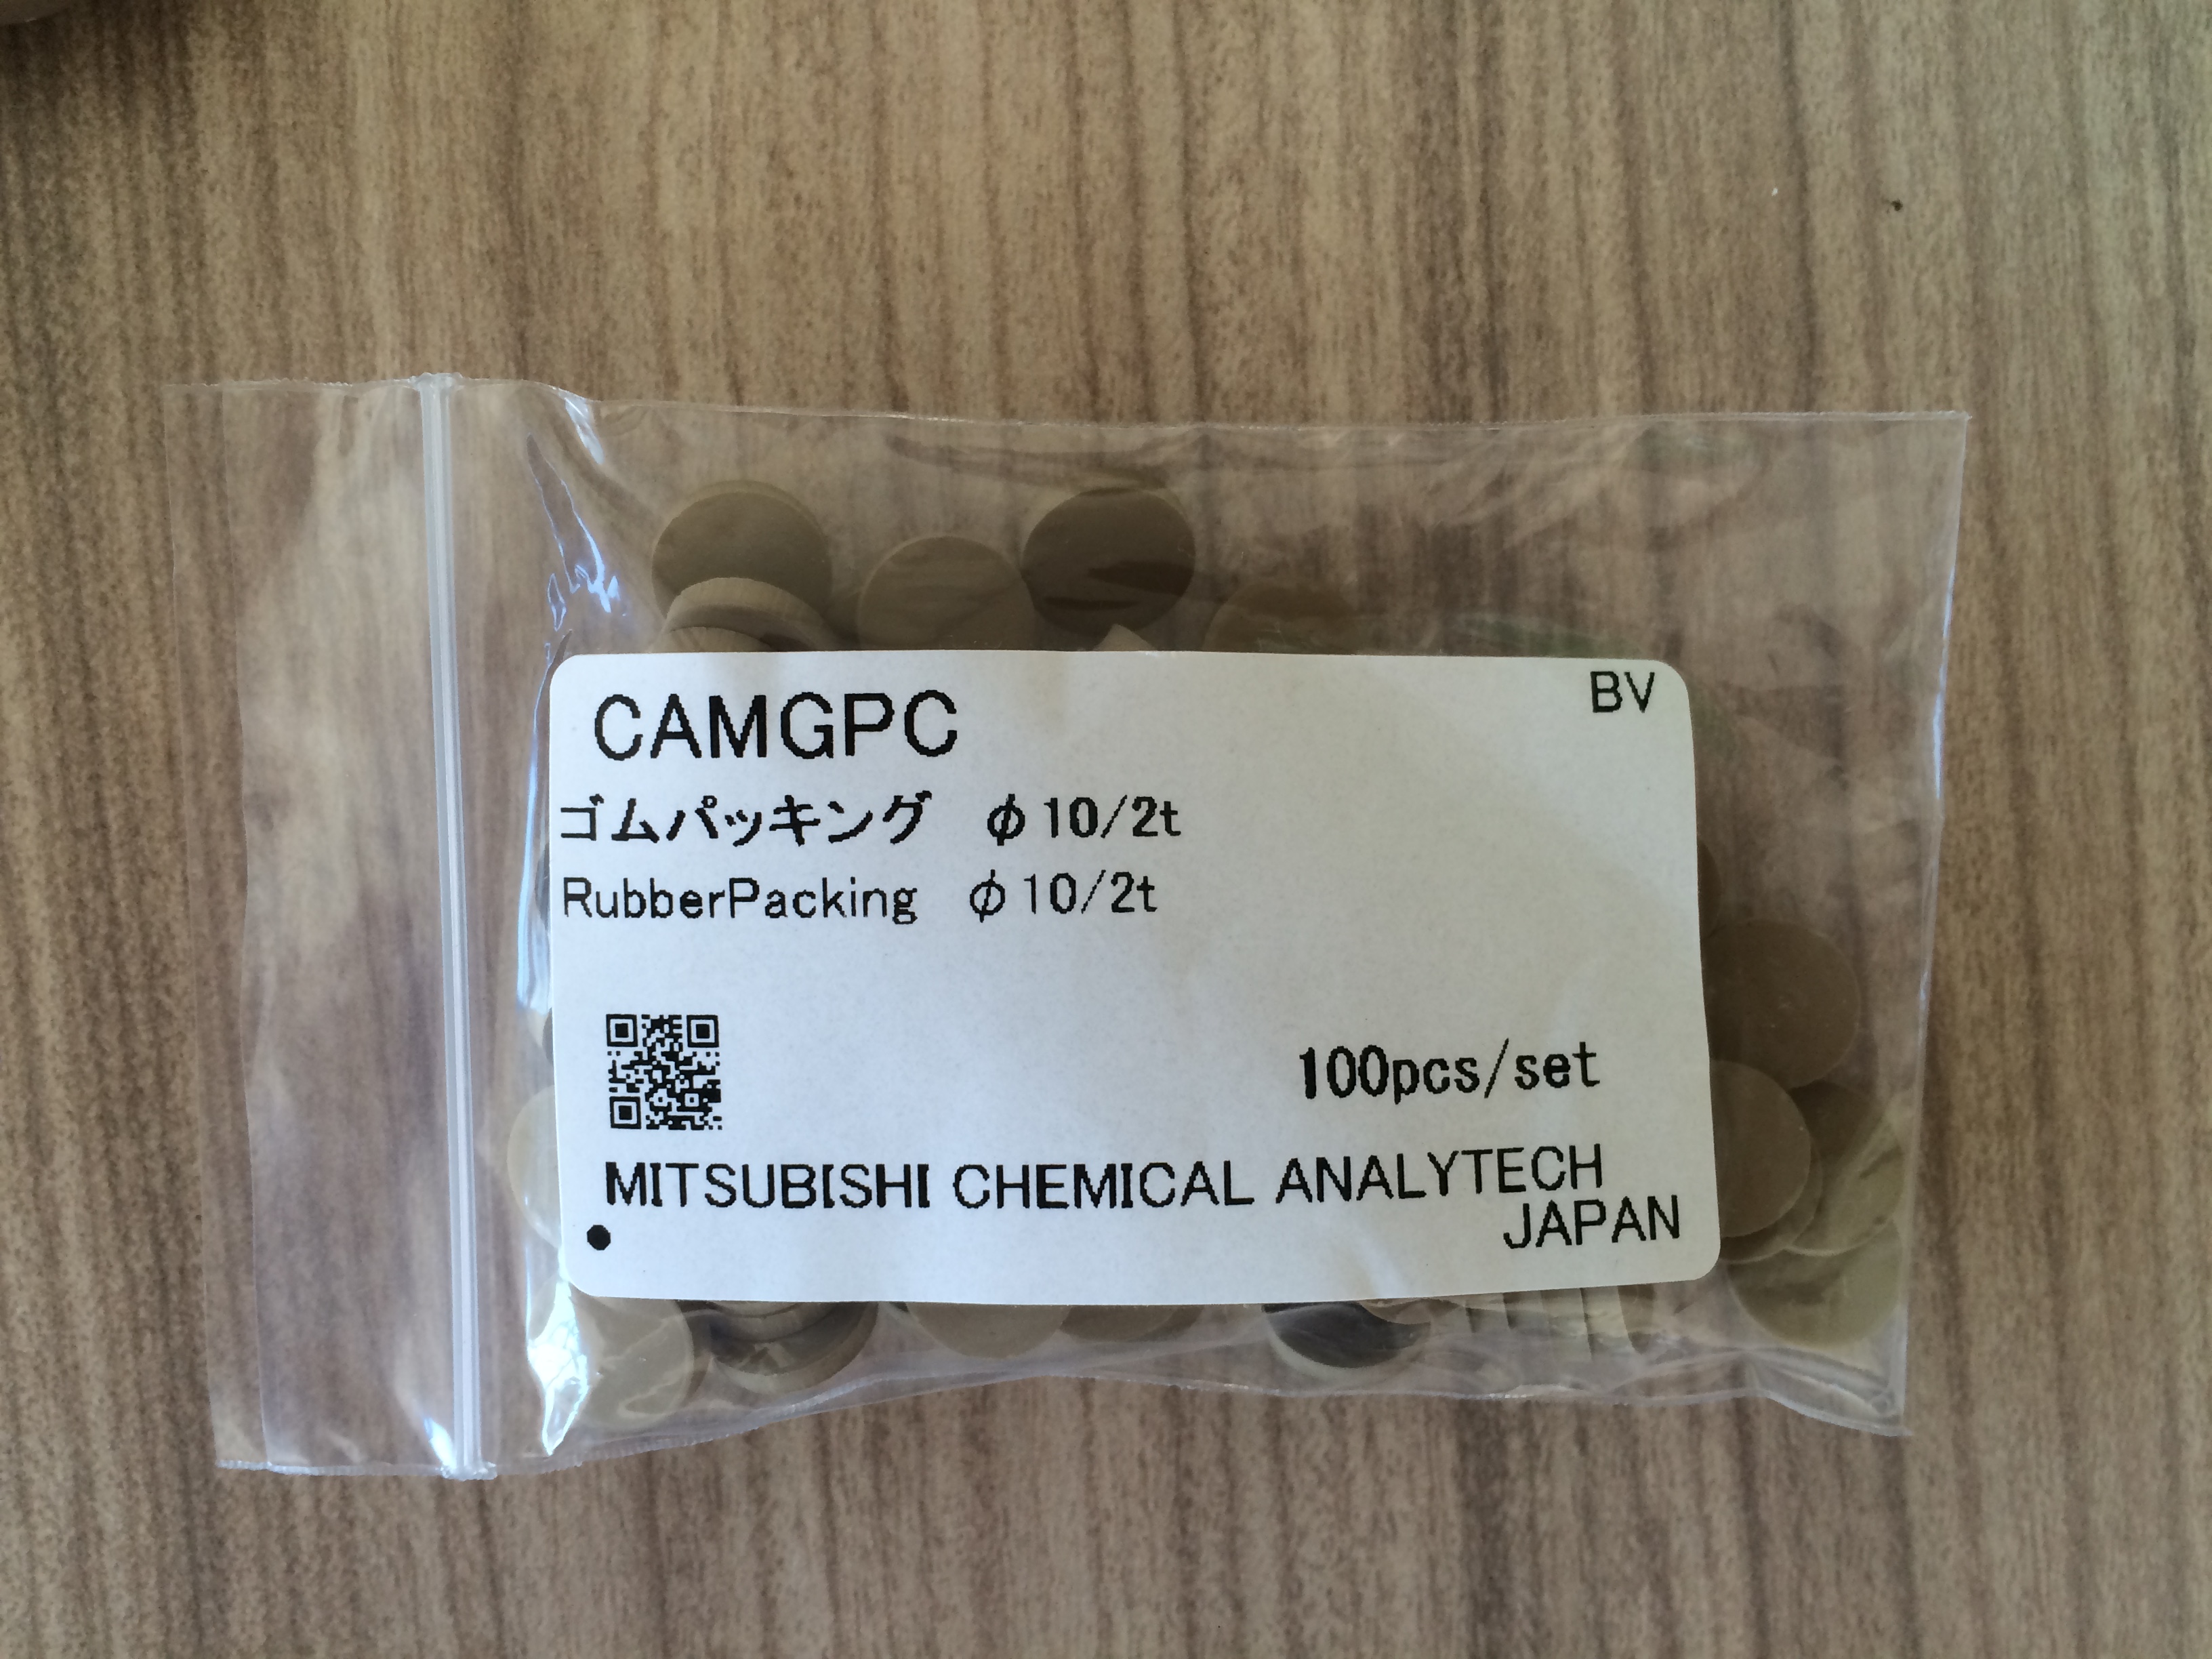 CAMGPC
BV
ゴムパッキング φ10/2t
RubberPacking φ10/2t
100pcs/set
MITSUBISHI CHEMICAL ANALYTECH
JAPAN